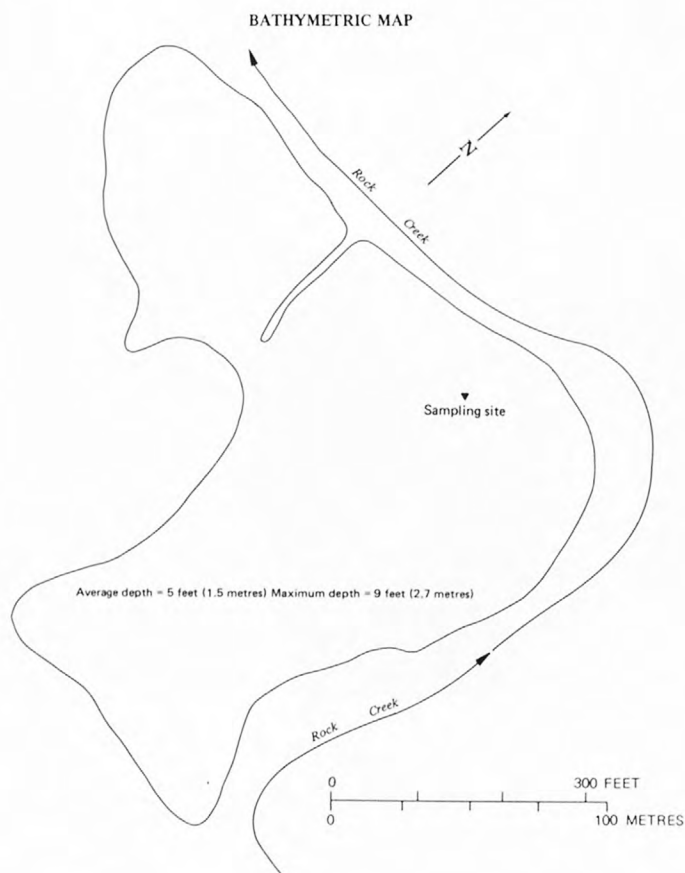 BATHYMETRIC MAP
N
Rock Creek
Sampling site
Average depth = 5 feet (1.5 metres) Maximum depth = 9 feet (2.7 metres)
Rock Creek
0 300 FEET
0 100 METRES